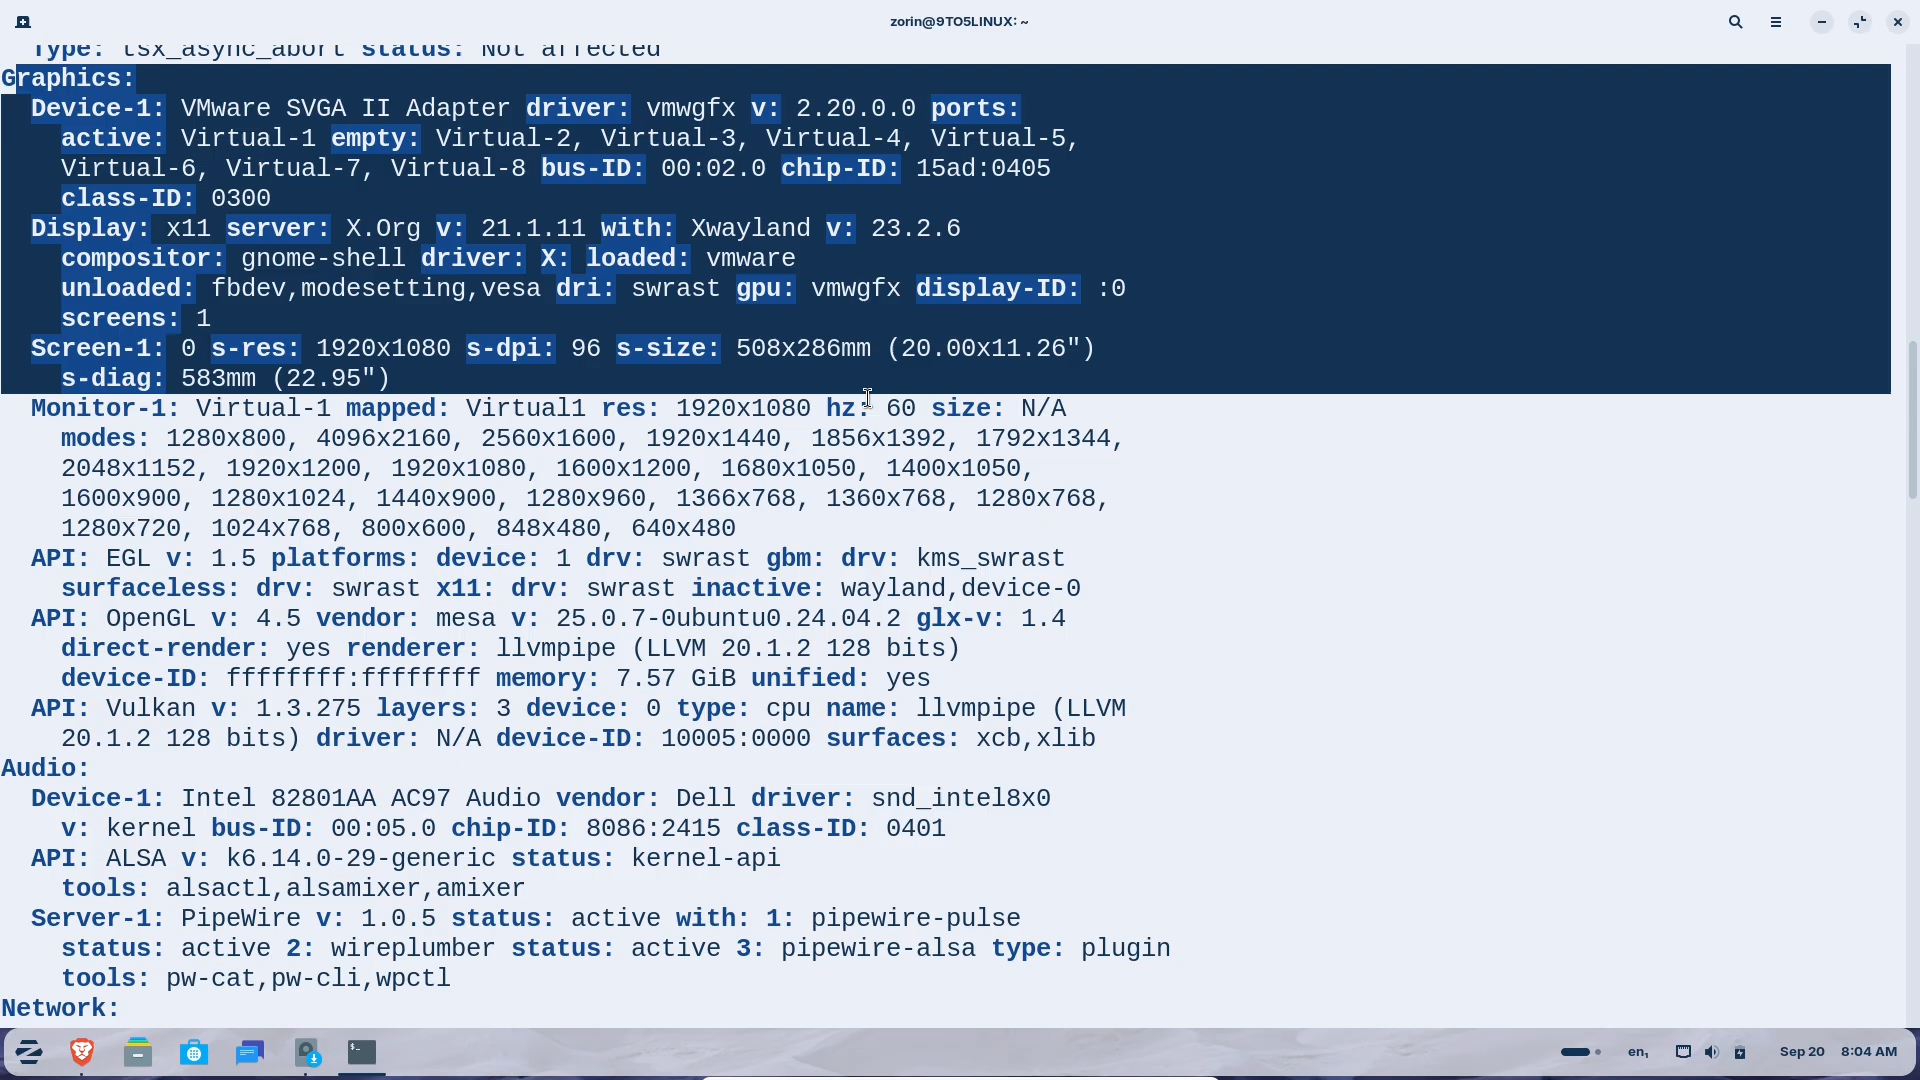 zorin@9TO5LINUX: ~
Type: tsx_async_abort status: Not affected
Graphics:
Device-1: VMware SVGA II Adapter driver: vmwgfx v: 2.20.0.0 ports:
active: Virtual-1 empty: Virtual-2, Virtual-3, Virtual-4, Virtual-5,
Virtual-6, Virtual-7, Virtual-8 bus-ID: 00:02.0 chip-ID: 15ad:0405
class-ID: 0300
Display: x11 server: X.Org v: 21.1.11 with: Xwayland v: 23.2.6
compositor: gnome-shell driver: X: loaded: vmware
unloaded: fbdev,modesetting,vesa dri: swrast gpu: vmwgfx display-ID: :0
screens: 1
Screen-1: 0 s-res: 1920x1080 s-dpi: 96 s-size: 508x286mm (20.00x11.26")
s-diag: 583mm (22.95")
Monitor-1: Virtual-1 mapped: Virtual1 res: 1920x1080 hz: 60 size: N/A
modes: 1280x800, 4096x2160, 2560x1600, 1920x1440, 1856x1392, 1792x1344,
2048x1152, 1920x1200, 1920x1080, 1600x1200, 1680x1050, 1400x1050,
1600x900, 1280x1024, 1440x900, 1280x960, 1366x768, 1360x768, 1280x768,
1280x720, 1024x768, 800x600, 848x480, 640x480
API: EGL v: 1.5 platforms: device: 1 drv: swrast gbm: drv: kms_swrast
surfaceless: drv: swrast x11: drv: swrast inactive: wayland,device-0
API: OpenGL v: 4.5 vendor: mesa v: 25.0.7-0ubuntu0.24.04.2 glx-v: 1.4
direct-render: yes renderer: llvmpipe (LLVM 20.1.2 128 bits)
device-ID: ffffffff:ffffffff memory: 7.57 GiB unified: yes
API: Vulkan v: 1.3.275 layers: 3 device: 0 type: cpu name: llvmpipe (LLVM
20.1.2 128 bits) driver: N/A device-ID: 10005:0000 surfaces: xcb,xlib
Audio:
Device-1: Intel 82801AA AC97 Audio vendor: Dell driver: snd_intel8x0
v: kernel bus-ID: 00:05.0 chip-ID: 8086:2415 class-ID: 0401
API: ALSA v: k6.14.0-29-generic status: kernel-api
tools: alsactl,alsamixer,amixer
Server-1: PipeWire v: 1.0.5 status: active with: 1: pipewire-pulse
status: active 2: wireplumber status: active 3: pipewire-alsa type: plugin
tools: pw-cat,pw-cli,wpctl
Network:
en₁ Sep 20 8:04 AM